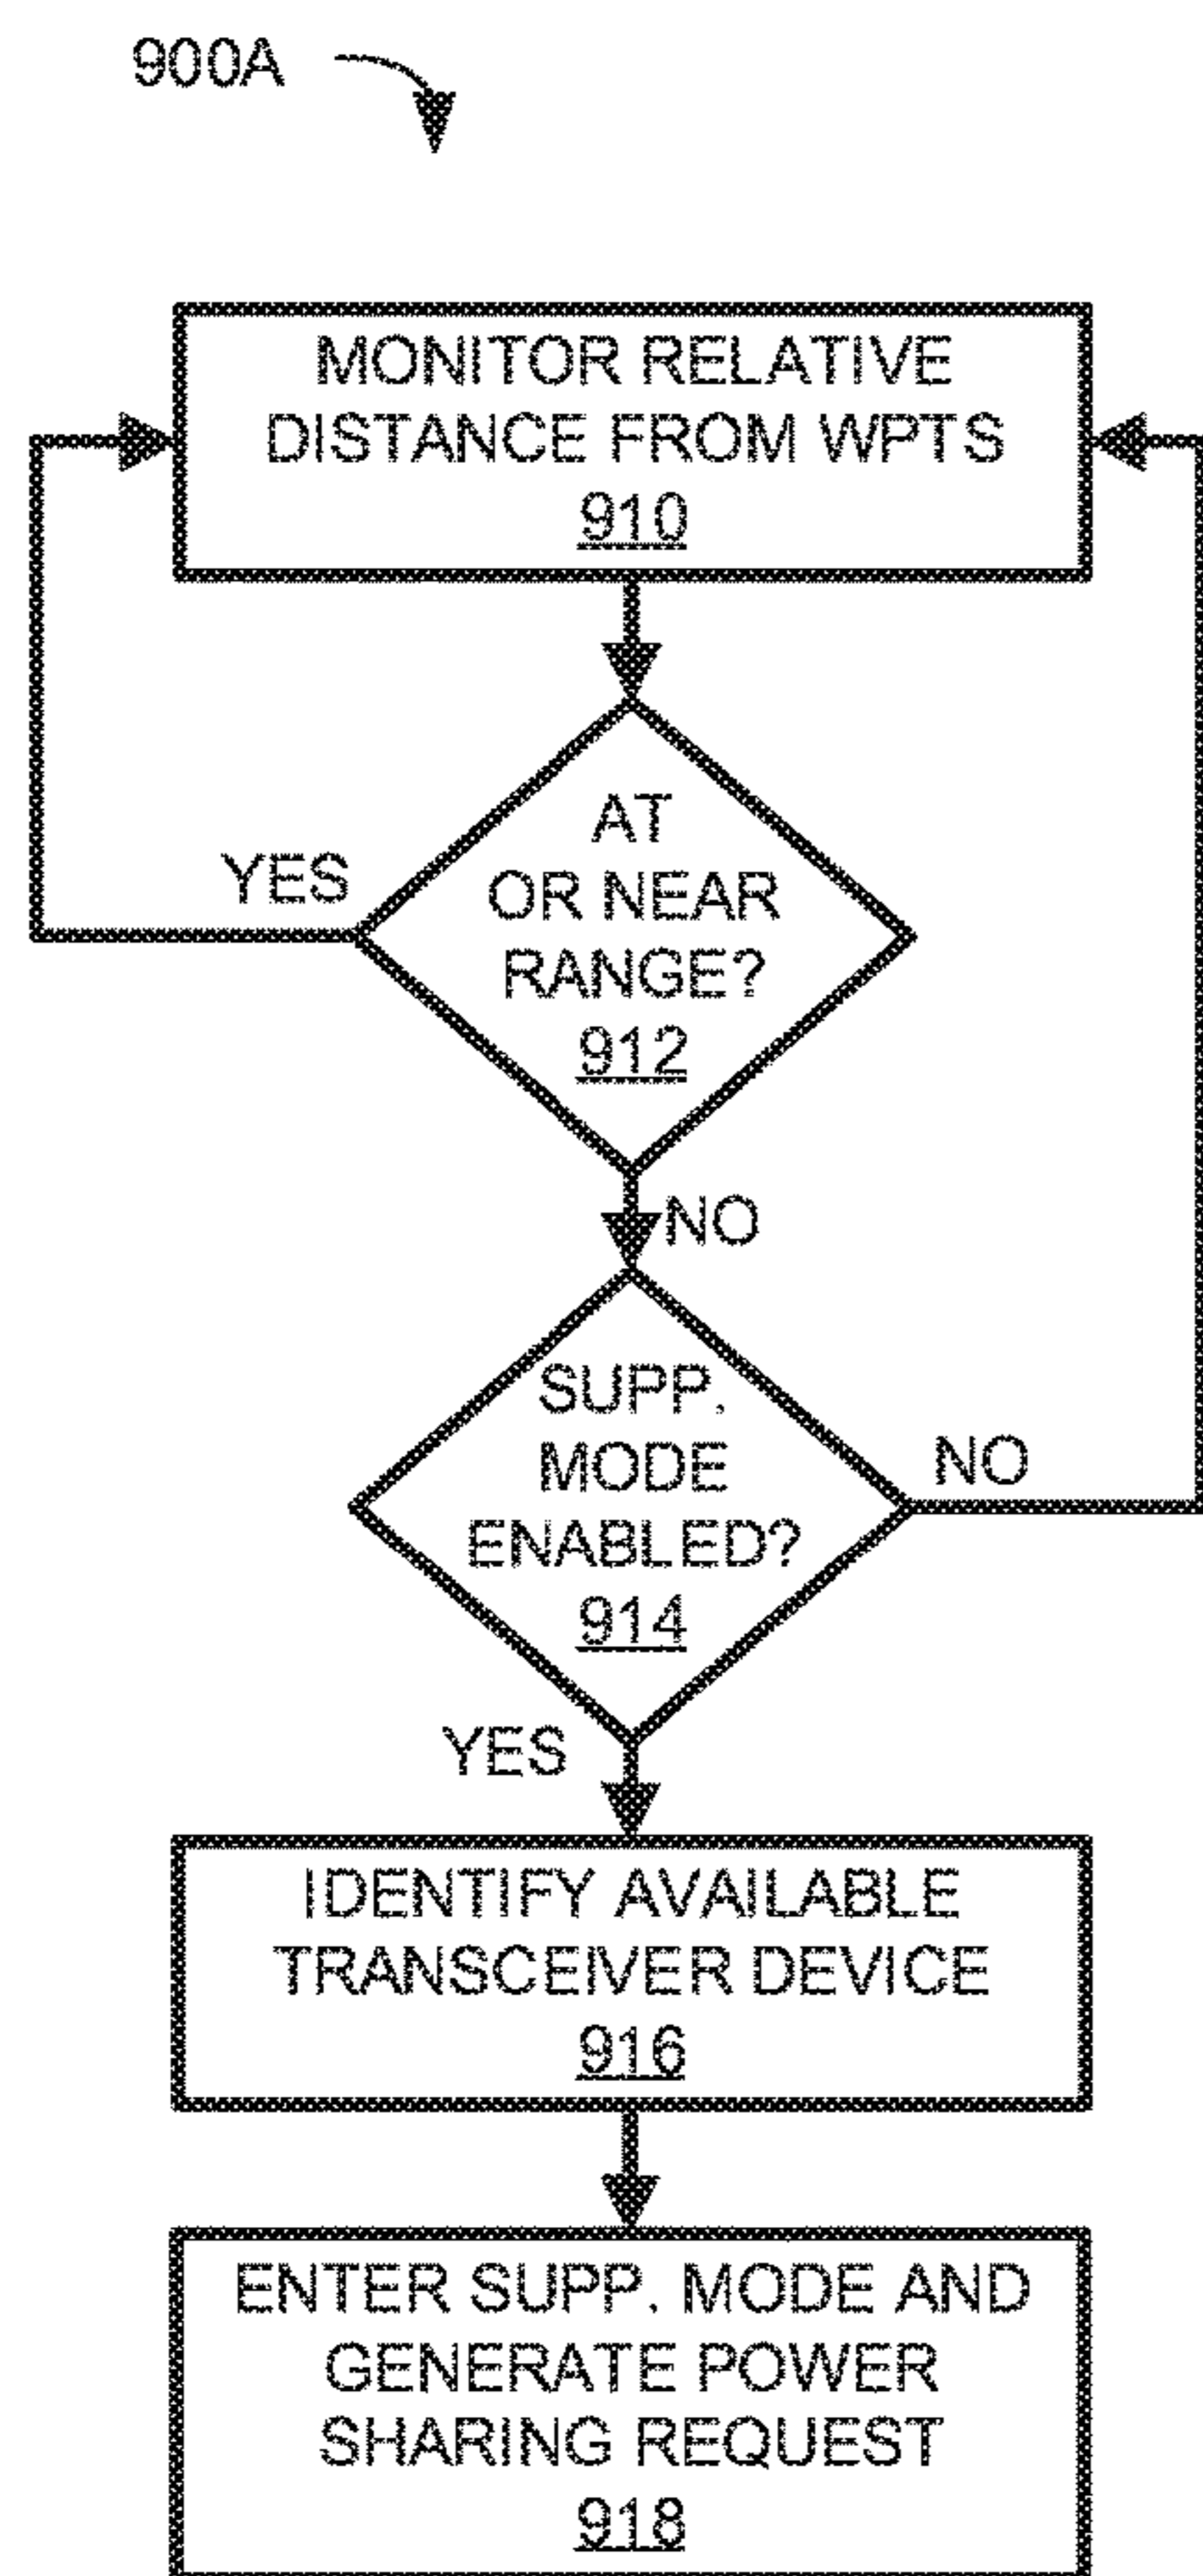 900A
MONITOR RELATIVE
DISTANCE FROM WPTS
910
AT
OR NEAR
RANGE?
912
YES
NO
SUPP.
MODE
ENABLED?
914
NO
YES
IDENTIFY AVAILABLE
TRANSCEIVER DEVICE
916
ENTER SUPP. MODE AND
GENERATE POWER
SHARING REQUEST
918